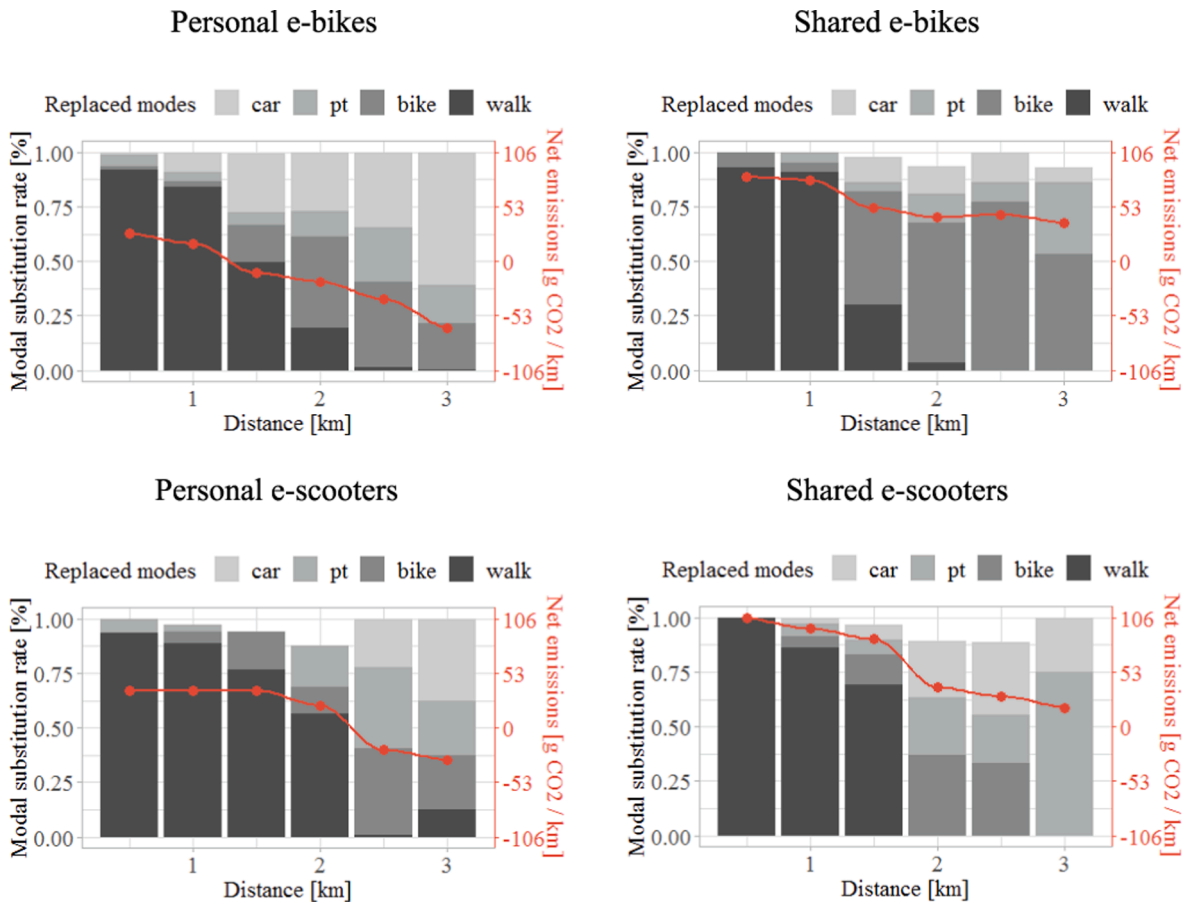 Personal e-bikes
Replaced modes car pt bike walk
Modal substitution rate [%]
1.00
0.75
0.50
0.25
0.00
106
53
0
-53
-106
Net emissions [g CO2 / km]
1 2 3
Distance [km]
Shared e-bikes
Replaced modes car pt bike walk
Modal substitution rate [%]
1.00
0.75
0.50
0.25
0.00
106
53
0
-53
-106
Net emissions [g CO2 / km]
1 2 3
Distance [km]
Personal e-scooters
Replaced modes car pt bike walk
Modal substitution rate [%]
1.00
0.75
0.50
0.25
0.00
106
53
0
-53
-106
Net emissions [g CO2 / km]
1 2 3
Distance [km]
Shared e-scooters
Replaced modes car pt bike walk
Modal substitution rate [%]
1.00
0.75
0.50
0.25
0.00
106
53
0
-53
-106
Net emissions [g CO2 / km]
1 2 3
Distance [km]